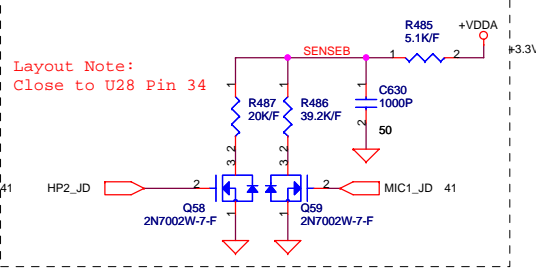 R485
5.1K/F
+VDDA
SENSEB
1
2
+3.3V
Layout Note:
Close to U28 Pin 34
1
1
1
R487
20K/F
R486
39.2K/F
C630
1000P
2
2
2
50
3
3
41
HP2_JD
2
2
MIC1_JD
41
1
1
Q58
2N7002W-7-F
Q59
2N7002W-7-F